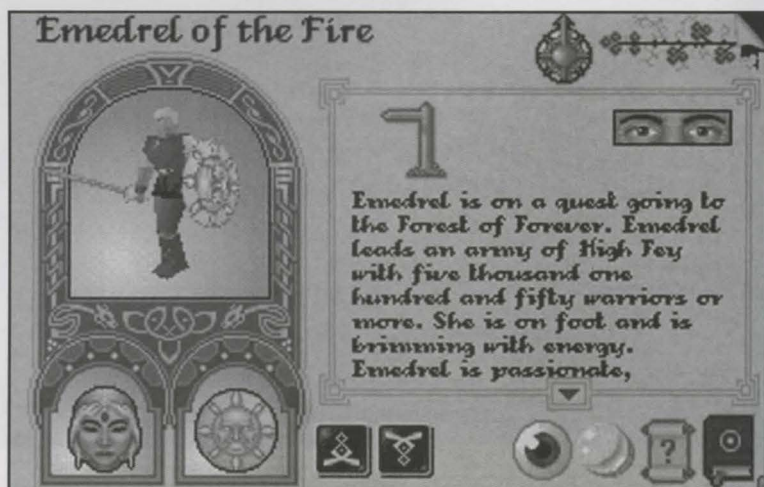 Emedrel of the Fire
Emedrel is on a quest going to
the Forest of Forever. Emedrel
leads an army of High Fey
with five thousand one
hundred and fifty warriors or
more. She is on foot and is
brimming with energy.
Emedrel is passionate,
?